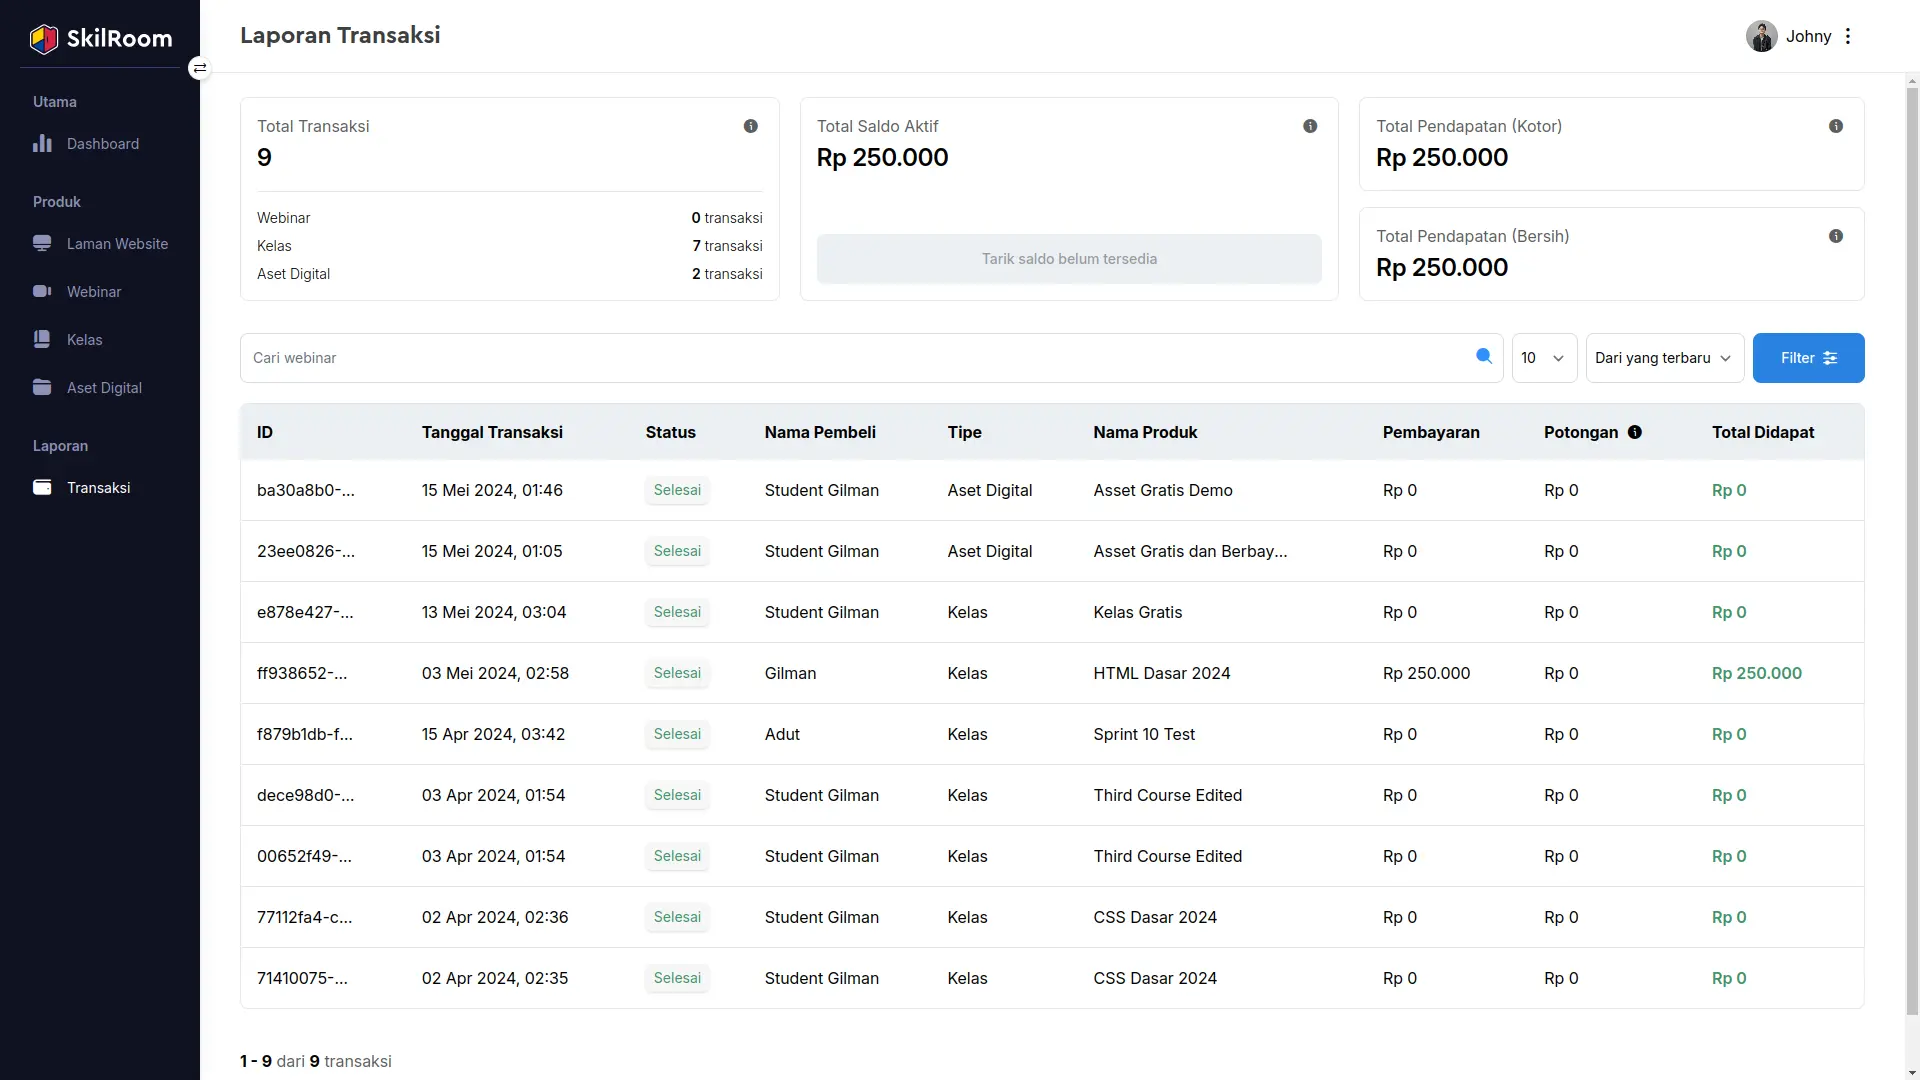 SkilRoom
Utama
Dashboard
Produk
Laman Website
Webinar
Kelas
Aset Digital
Laporan
Transaksi
Laporan Transaksi
Johny
Total Transaksi
9
Webinar 0 transaksi
Kelas 7 transaksi
Aset Digital 2 transaksi
Total Saldo Aktif
Rp 250.000
Tarik saldo belum tersedia
Total Pendapatan (Kotor)
Rp 250.000
Total Pendapatan (Bersih)
Rp 250.000
Cari webinar 10 Dari yang terbaru Filter
ID Tanggal Transaksi Status Nama Pembeli Tipe Nama Produk Pembayaran Potongan Total Didapat
ba30a8b0-... 15 Mei 2024, 01:46 Selesai Student Gilman Aset Digital Asset Gratis Demo Rp 0 Rp 0 Rp 0
23ee0826-... 15 Mei 2024, 01:05 Selesai Student Gilman Aset Digital Asset Gratis dan Berbay... Rp 0 Rp 0 Rp 0
e878e427-... 13 Mei 2024, 03:04 Selesai Student Gilman Kelas Kelas Gratis Rp 0 Rp 0 Rp 0
ff938652-... 03 Mei 2024, 02:58 Selesai Gilman Kelas HTML Dasar 2024 Rp 250.000 Rp 0 Rp 250.000
f879b1db-f... 15 Apr 2024, 03:42 Selesai Adut Kelas Sprint 10 Test Rp 0 Rp 0 Rp 0
dece98d0-... 03 Apr 2024, 01:54 Selesai Student Gilman Kelas Third Course Edited Rp 0 Rp 0 Rp 0
00652f49-... 03 Apr 2024, 01:54 Selesai Student Gilman Kelas Third Course Edited Rp 0 Rp 0 Rp 0
77112fa4-c... 02 Apr 2024, 02:36 Selesai Student Gilman Kelas CSS Dasar 2024 Rp 0 Rp 0 Rp 0
71410075-... 02 Apr 2024, 02:35 Selesai Student Gilman Kelas CSS Dasar 2024 Rp 0 Rp 0 Rp 0
1 - 9 dari 9 transaksi